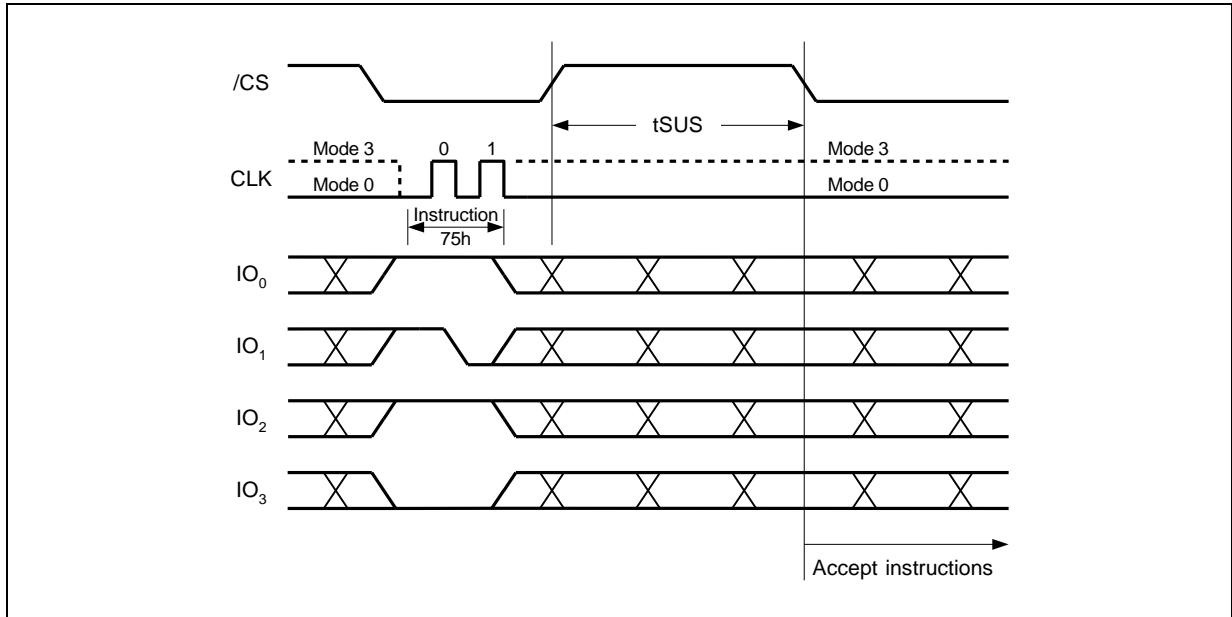 /CS
tSUS
Mode 3 0 1 Mode 3
CLK
Mode 0 Mode 0
Instruction
75h
IO0
IO1
IO2
IO3
Accept instructions